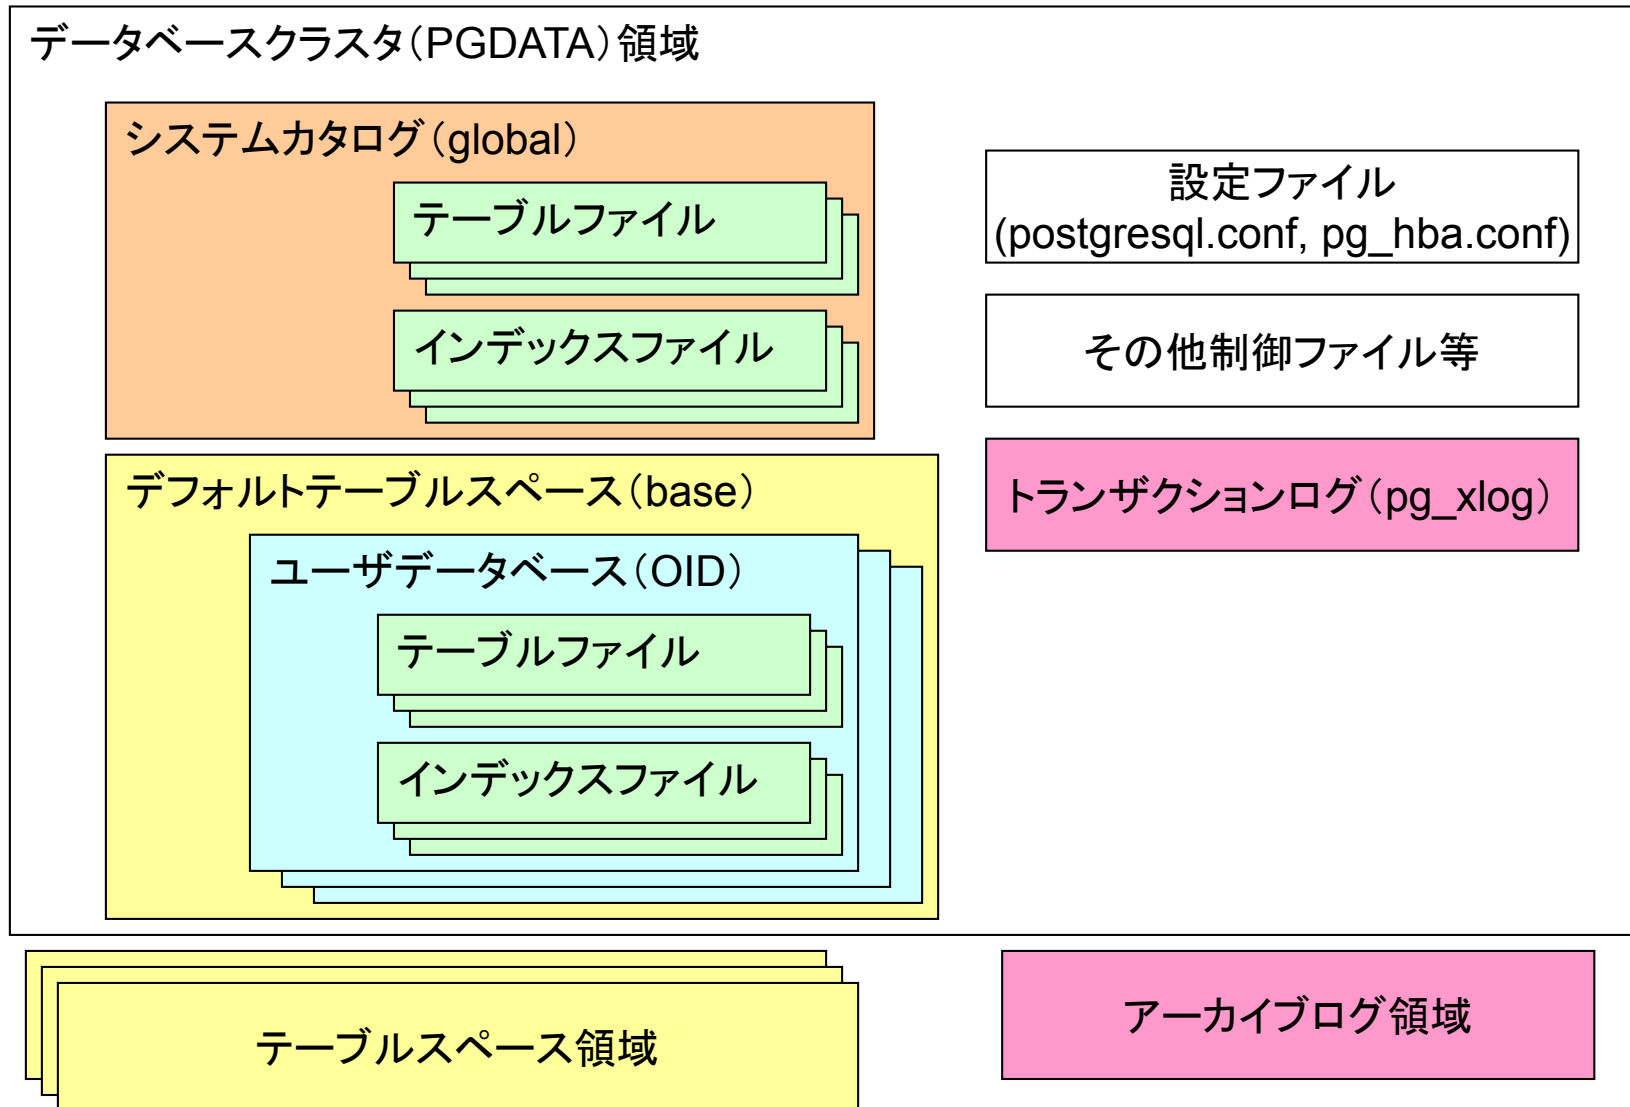 データベースクラスタ（PGDATA）領域
システムカタログ（global）
テーブルファイル
インデックスファイル
デフォルトテーブルスペース（base）
ユーザデータベース（OID）
テーブルファイル
インデックスファイル
設定ファイル
(postgresql.conf, pg_hba.conf)
その他制御ファイル等
トランザクションログ（pg_xlog）
テーブルスペース領域
アーカイブログ領域